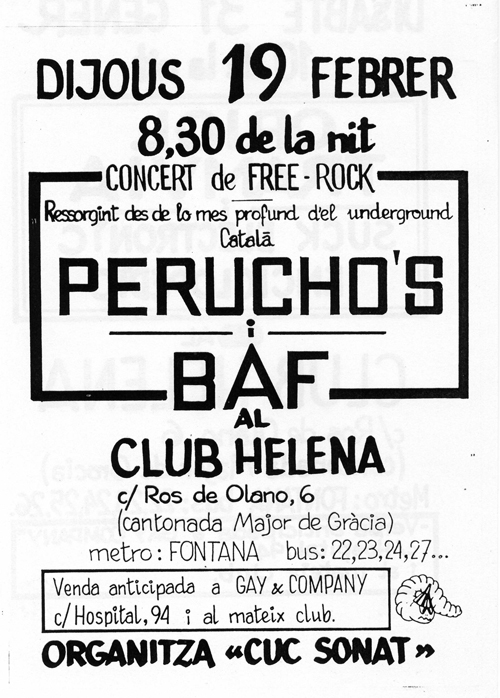 DIJOUS 19 FEBRER
8,30 de la nit
CONCERT de FREE-ROCK
Ressorgint des de lo mes profund d'el underground
Català
PERUCHO'S
i
BAF
AL
CLUB HELENA
c/ Ros de Olano, 6
(cantonada Major de Gràcia)
metro: FONTANA bus: 22,23,24,27...
Venda anticipada a GAY & COMPANY
c/Hospital, 94 i al mateix club.
ORGANITZA «CUC SONAT»